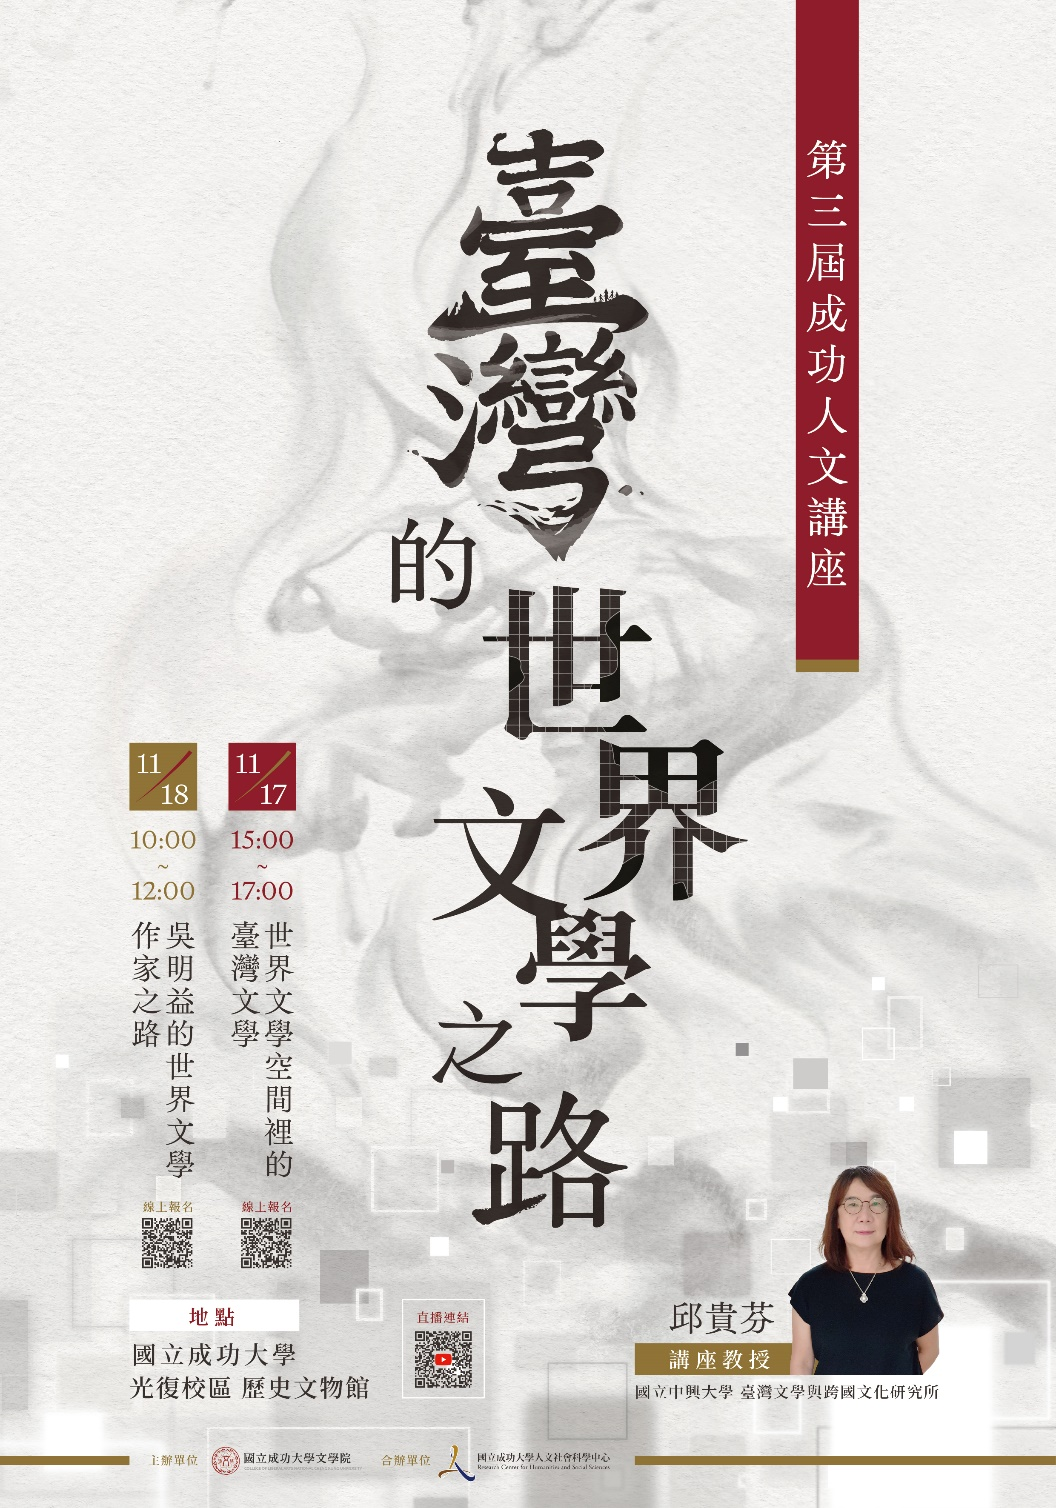 第三屆成功人文講座
臺灣
的
世界
文學
之
路
11/17
15:00
~
17:00
世界文學空間裡的
臺灣文學
線上報名
11/18
10:00
~
12:00
吳明益的世界文學
作家之路
線上報名
地點
國立成功大學
光復校區 歷史文物館
直播連結
邱貴芬
講座教授
國立中興大學 臺灣文學與跨國文化研究所
主辦單位
國立成功大學文學院
合辦單位
國立成功大學人文社會科學中心
Research Center for Humanities and Social Sciences